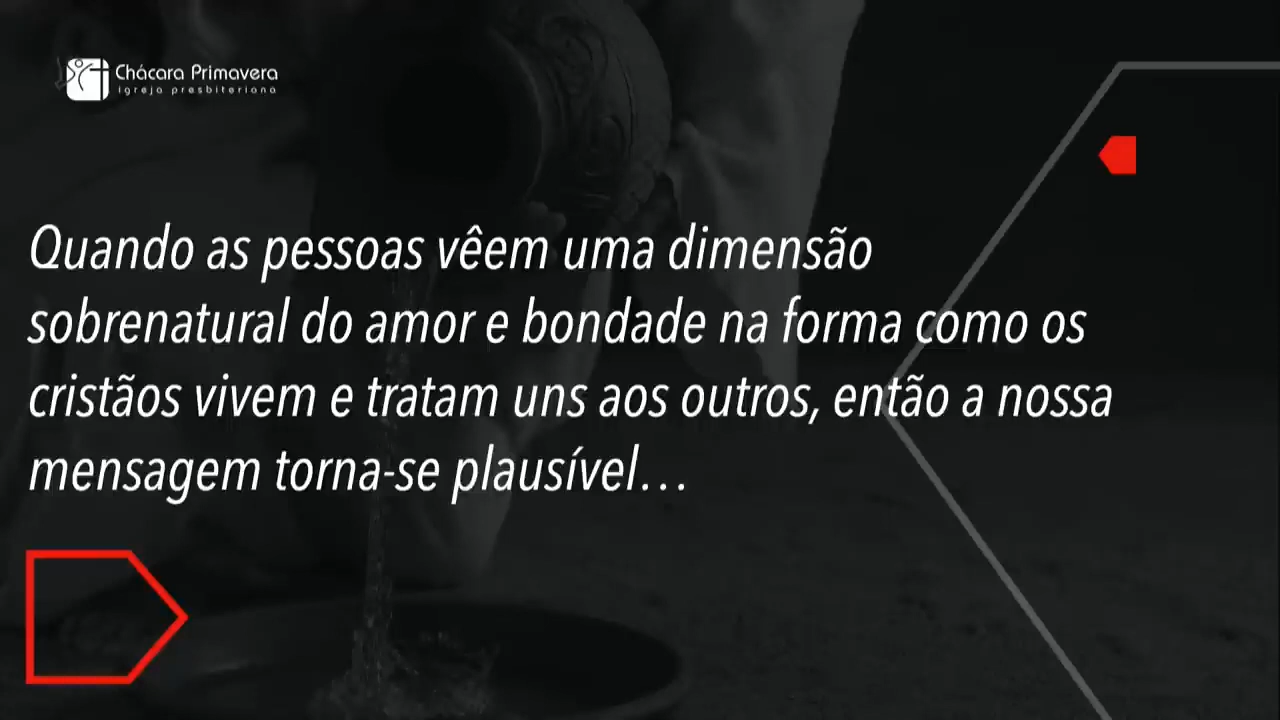 Chácara Primavera
igreja presbiteriana
Quando as pessoas vêem uma dimensão
sobrenatural do amor e bondade na forma como os
cristãos vivem e tratam uns aos outros, então a nossa
mensagem torna-se plausível…